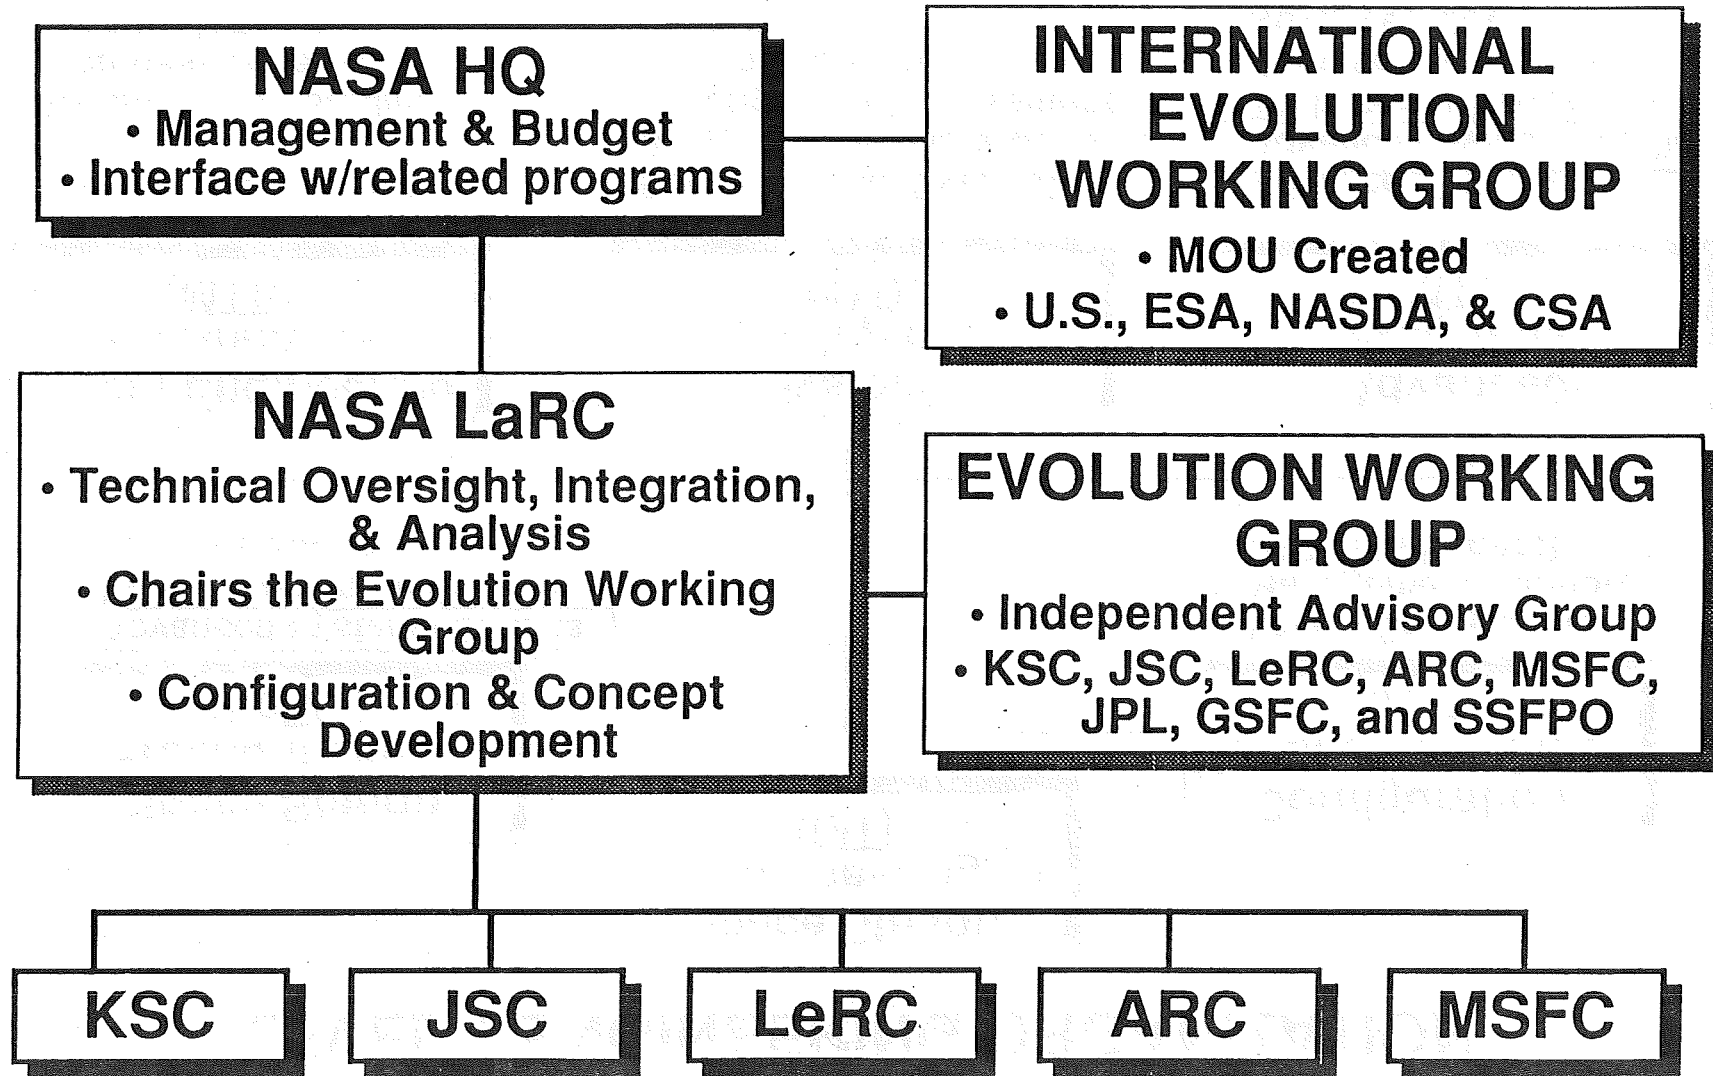 NASA HQ
• Management & Budget
• Interface w/related programs
INTERNATIONAL
EVOLUTION
WORKING GROUP
• MOU Created
• U.S., ESA, NASDA, & CSA
NASA LaRC
• Technical Oversight, Integration,
& Analysis
• Chairs the Evolution Working
Group
• Configuration & Concept
Development
EVOLUTION WORKING
GROUP
• Independent Advisory Group
• KSC, JSC, LeRC, ARC, MSFC,
JPL, GSFC, and SSFPO
KSC
JSC
LeRC
ARC
MSFC